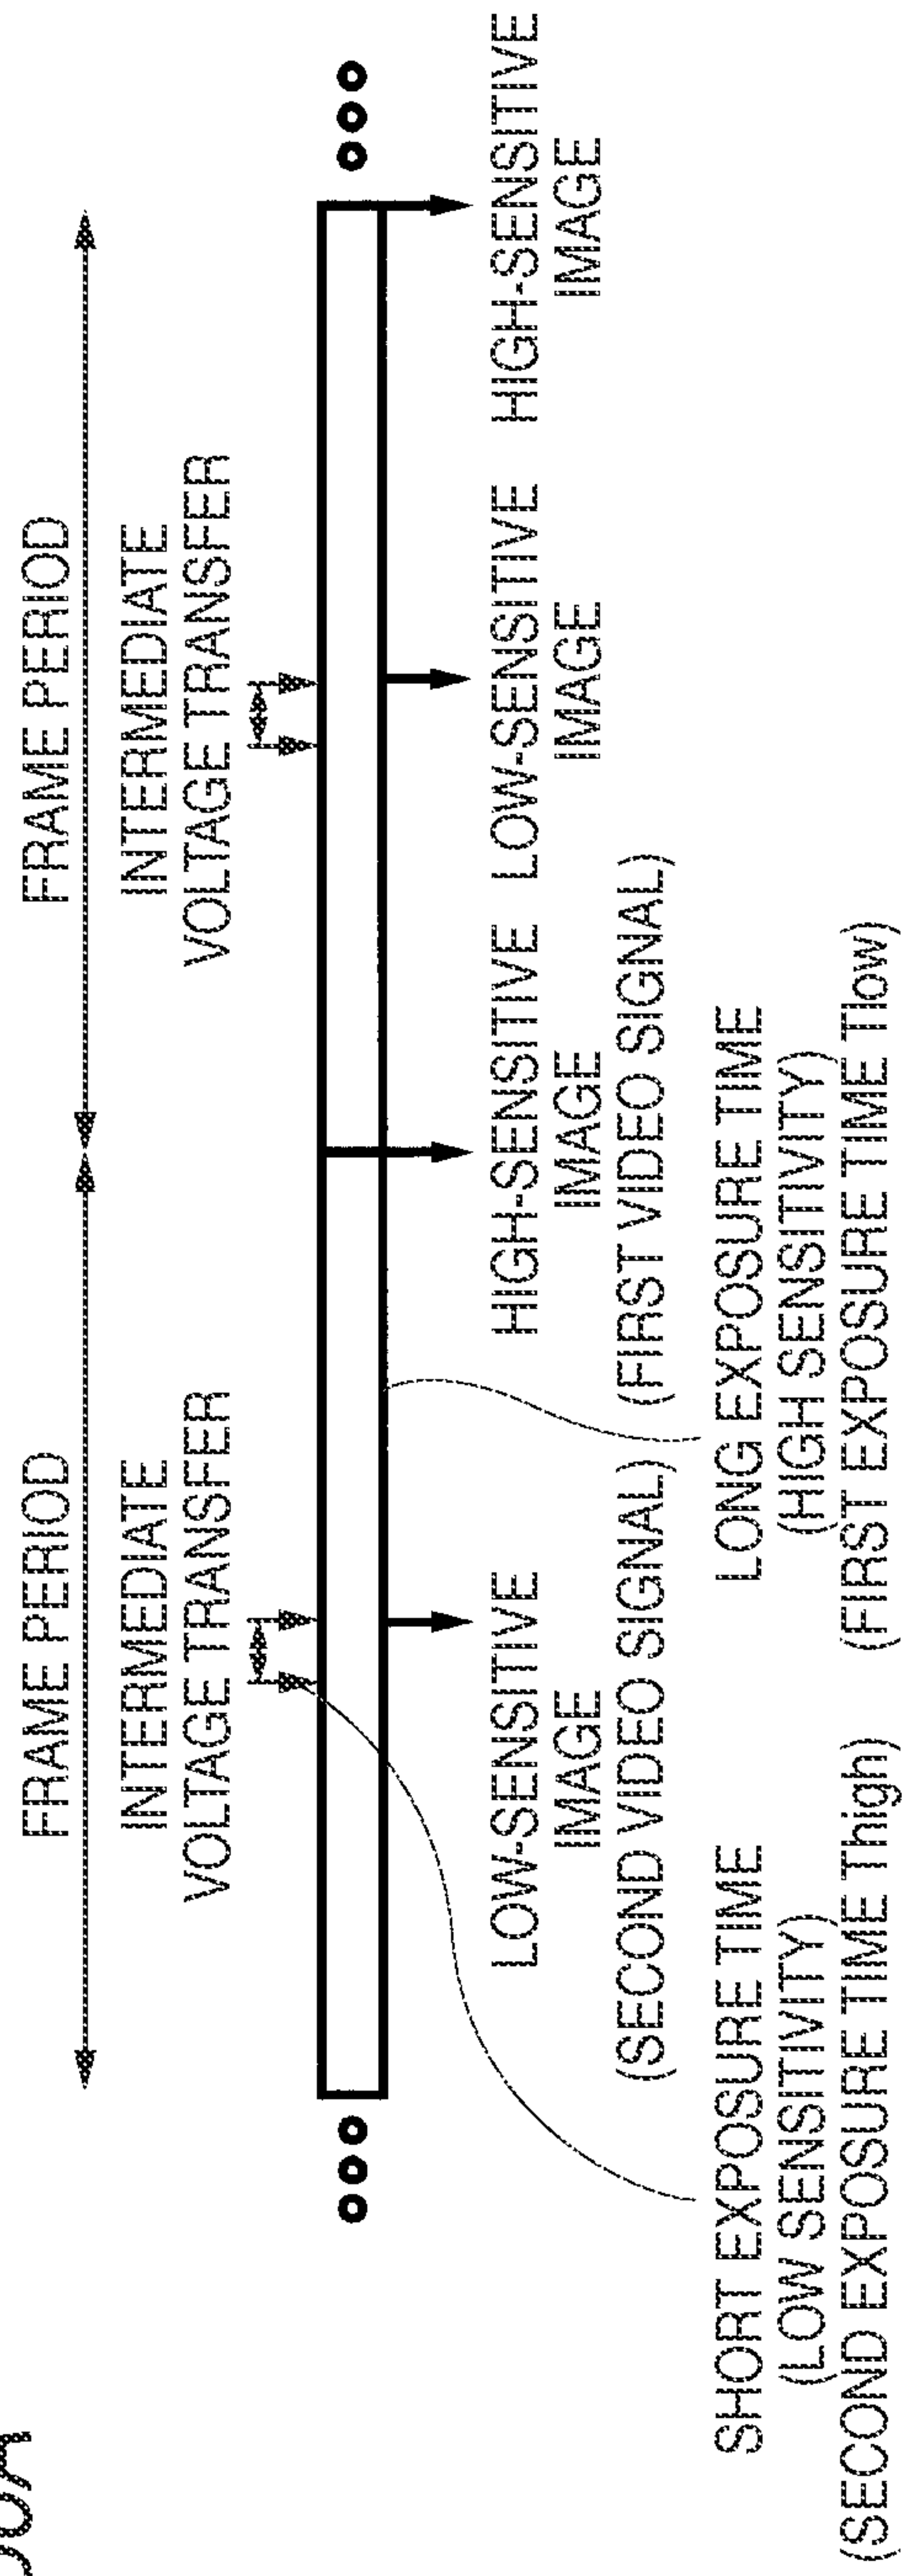 FRAME PERIOD
FRAME PERIOD
INTERMEDIATE
VOLTAGE TRANSFER
INTERMEDIATE
VOLTAGE TRANSFER
LOW-SENSITIVE
IMAGE
(SECOND VIDEO SIGNAL)
HIGH-SENSITIVE
IMAGE
(FIRST VIDEO SIGNAL)
LOW-SENSITIVE
IMAGE
HIGH-SENSITIVE
IMAGE
SHORT EXPOSURE TIME
(LOW SENSITIVITY)
(SECOND EXPOSURE TIME Thigh)
LONG EXPOSURE TIME
(HIGH SENSITIVITY)
(FIRST EXPOSURE TIME Tlow)